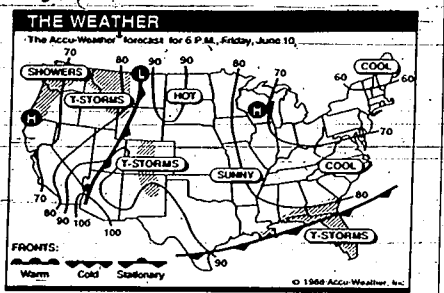 THE WEATHER
The Accu-Weather forecast for 6 P.M., Friday, June 10.
70 80 90 90 80 70 COOL
SHOWERS L 60 60
T-STORMS HOT
H H
70
T-STORMS
SUNNY COOL
70 80
80 90 100
100 T-STORMS
90
FRONTS:
Warm Cold Stationary
© 1988 Accu-Weather, Inc.